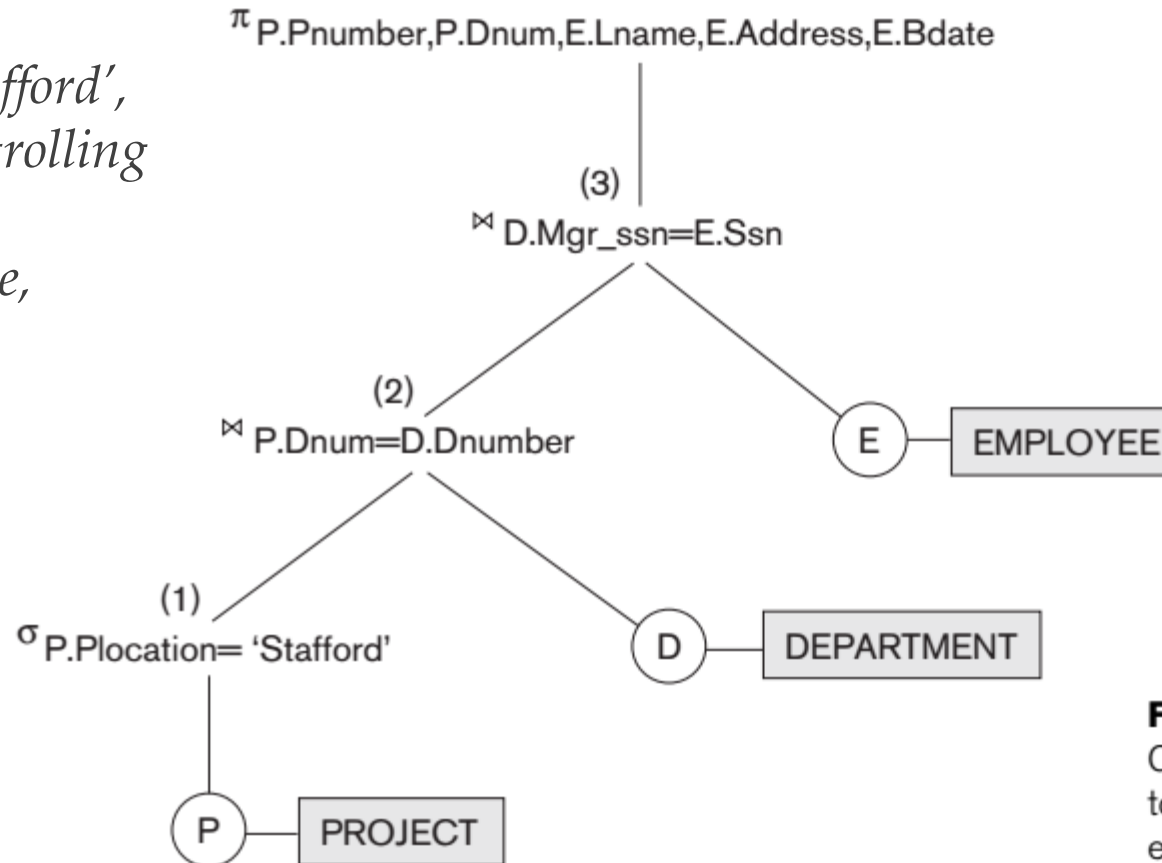 π P.Pnumber,P.Dnum,E.Lname,E.Address,E.Bdate
fford’,
rolling
e,
(3)
⋈ D.Mgr_ssn=E.Ssn
(2)
⋈ P.Dnum=D.Dnumber
E EMPLOYEE
(1)
σ P.Plocation= ‘Stafford’
D DEPARTMENT
P PROJECT